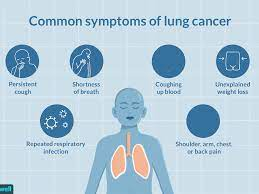 Common symptoms of lung cancer
Persistent
cough
Shortness
of breath
Coughing
up blood
Unexplained
weight loss
Repeated respiratory
infection
Shoulder, arm, chest,
or back pain
well